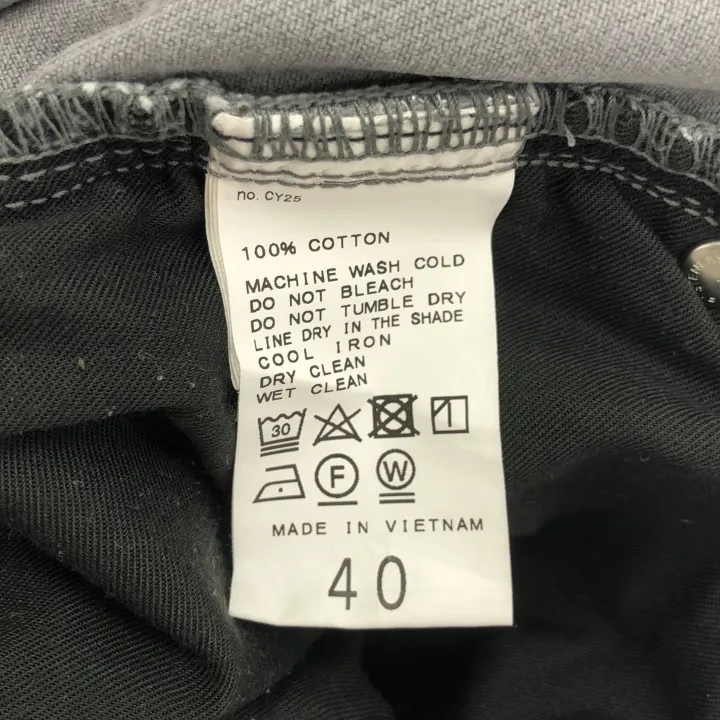 no. CY25
100% COTTON
MACHINE WASH COLD
DO NOT BLEACH
DO NOT TUMBLE DRY
LINE DRY IN THE SHADE
COOL IRON
DRY CLEAN
WET CLEAN
30
F
W
MADE IN VIETNAM
40